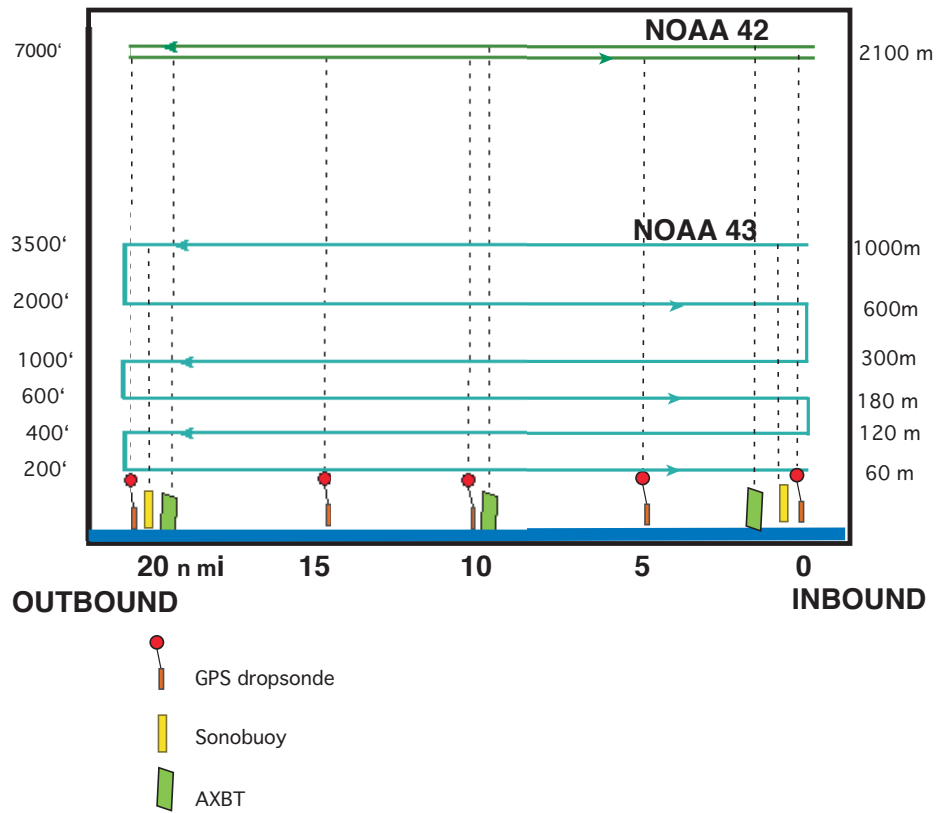 NOAA 42
7000‘ 2100 m
NOAA 43
3500‘ 1000m
2000‘ 600m
1000‘ 300m
600‘ 180 m
400‘ 120 m
200‘ 60 m
20 n mi 15 10 5 0
OUTBOUND INBOUND
GPS dropsonde
Sonobuoy
AXBT